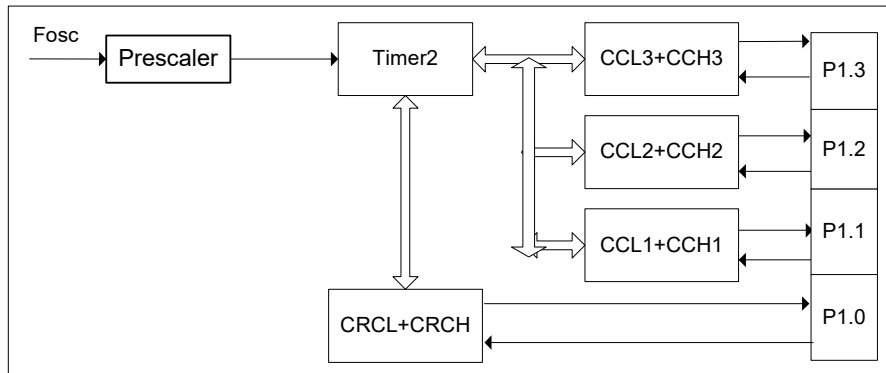 Fosc
Prescaler
Timer2
CCL3+CCH3
P1.3
CCL2+CCH2
P1.2
CCL1+CCH1
P1.1
CRCL+CRCH
P1.0